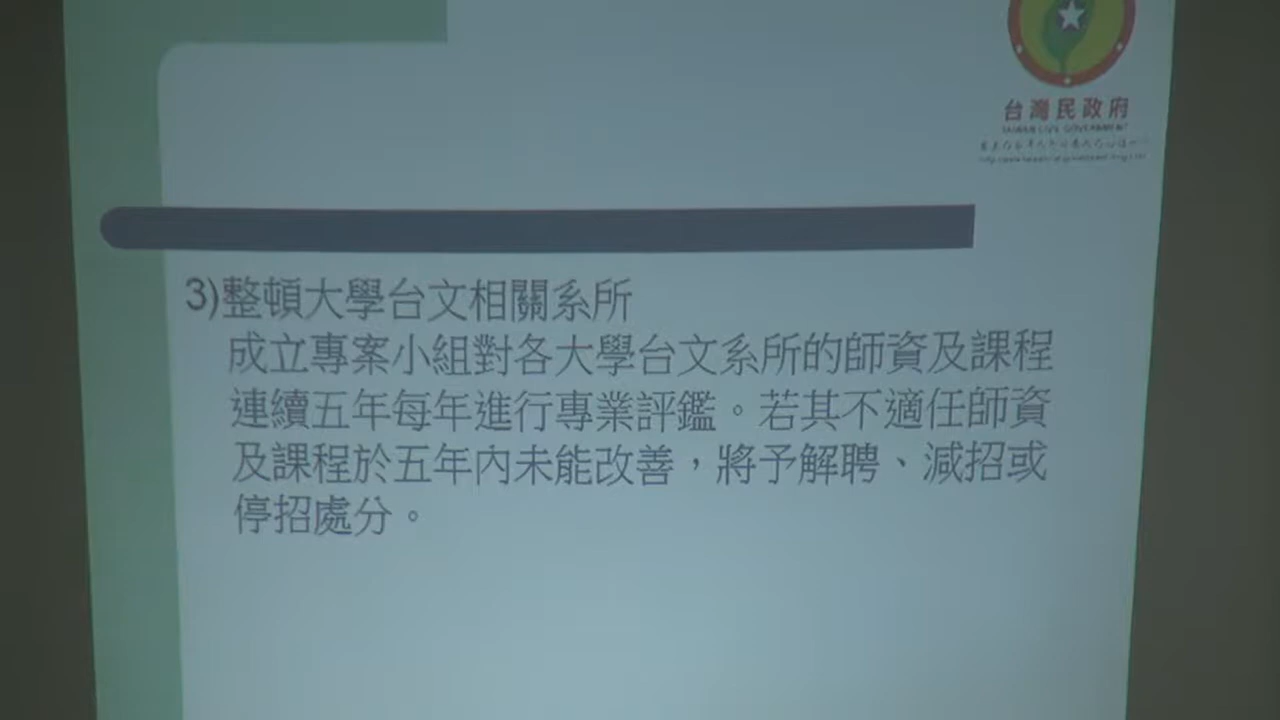 台灣民政府
TAIWAN CIVIL GOVERNMENT
3)整頓大學台文相關系所
成立專案小組對各大學台文系所的師資及課程
連續五年每年進行專業評鑑。若其不適任師資
及課程於五年內未能改善，將予解聘、減招或
停招處分。